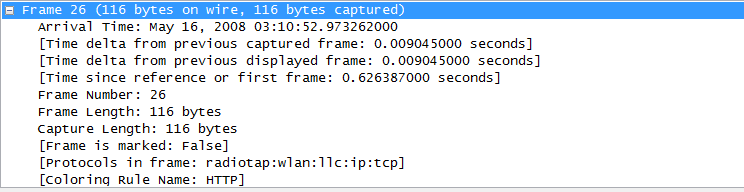 Frame 26 (116 bytes on wire, 116 bytes captured)
Arrival Time: May 16, 2008 03:10:52.973262000
[Time delta from previous captured frame: 0.009045000 seconds]
[Time delta from previous displayed frame: 0.009045000 seconds]
[Time since reference or first frame: 0.626387000 seconds]
Frame Number: 26
Frame Length: 116 bytes
Capture Length: 116 bytes
[Frame is marked: False]
[Protocols in frame: radiotap:wlan:llc:ip:tcp]
[Coloring Rule Name: HTTP]